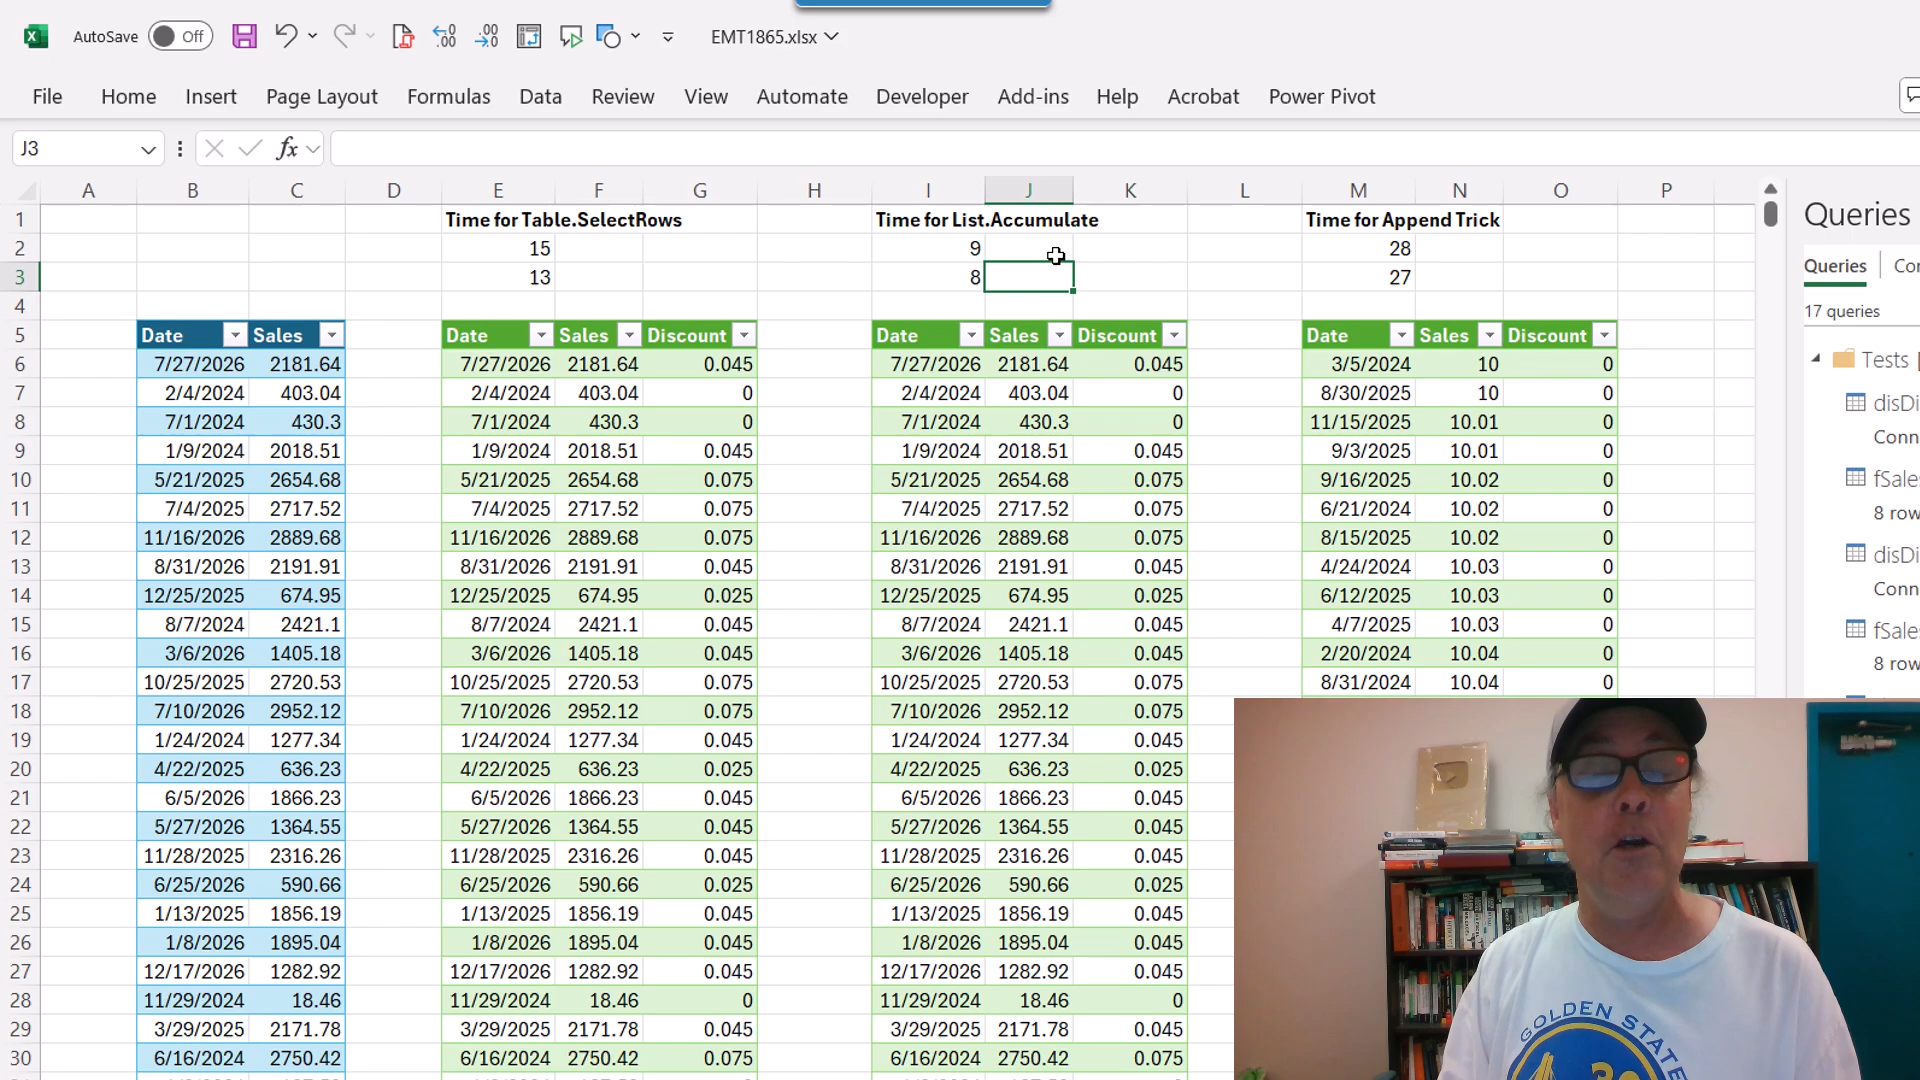 AutoSave Off EMT1865.xlsx
File Home Insert Page Layout Formulas Data Review View Automate Developer Add-ins Help Acrobat Power Pivot
J3 fx
A B C D E F G H I J K L M N O P
1 Time for Table.SelectRows Time for List.Accumulate Time for Append Trick
2 15 9 28
3 13 8 27
4
5 Date Sales Date Sales Discount Date Sales Discount Date Sales Discount
6 7/27/2026 2181.64 7/27/2026 2181.64 0.045 7/27/2026 2181.64 0.045 3/5/2024 10 0
7 2/4/2024 403.04 2/4/2024 403.04 0 2/4/2024 403.04 0 8/30/2025 10 0
8 7/1/2024 430.3 7/1/2024 430.3 0 7/1/2024 430.3 0 11/15/2025 10.01 0
9 1/9/2024 2018.51 1/9/2024 2018.51 0.045 1/9/2024 2018.51 0.045 9/3/2025 10.01 0
10 5/21/2025 2654.68 5/21/2025 2654.68 0.075 5/21/2025 2654.68 0.075 9/16/2025 10.02 0
11 7/4/2025 2717.52 7/4/2025 2717.52 0.075 7/4/2025 2717.52 0.075 6/21/2024 10.02 0
12 11/16/2026 2889.68 11/16/2026 2889.68 0.075 11/16/2026 2889.68 0.075 8/15/2025 10.02 0
13 8/31/2026 2191.91 8/31/2026 2191.91 0.045 8/31/2026 2191.91 0.045 4/24/2024 10.03 0
14 12/25/2025 674.95 12/25/2025 674.95 0.025 12/25/2025 674.95 0.025 6/12/2025 10.03 0
15 8/7/2024 2421.1 8/7/2024 2421.1 0.045 8/7/2024 2421.1 0.045 4/7/2025 10.03 0
16 3/6/2026 1405.18 3/6/2026 1405.18 0.045 3/6/2026 1405.18 0.045 2/20/2024 10.04 0
17 10/25/2025 2720.53 10/25/2025 2720.53 0.075 10/25/2025 2720.53 0.075 8/31/2024 10.04 0
18 7/10/2026 2952.12 7/10/2026 2952.12 0.075 7/10/2026 2952.12 0.075
19 1/24/2024 1277.34 1/24/2024 1277.34 0.045 1/24/2024 1277.34 0.045
20 4/22/2025 636.23 4/22/2025 636.23 0.025 4/22/2025 636.23 0.025
21 6/5/2026 1866.23 6/5/2026 1866.23 0.045 6/5/2026 1866.23 0.045
22 5/27/2026 1364.55 5/27/2026 1364.55 0.045 5/27/2026 1364.55 0.045
23 11/28/2025 2316.26 11/28/2025 2316.26 0.045 11/28/2025 2316.26 0.045
24 6/25/2026 590.66 6/25/2026 590.66 0.025 6/25/2026 590.66 0.025
25 1/13/2025 1856.19 1/13/2025 1856.19 0.045 1/13/2025 1856.19 0.045
26 1/8/2026 1895.04 1/8/2026 1895.04 0.045 1/8/2026 1895.04 0.045
27 12/17/2026 1282.92 12/17/2026 1282.92 0.045 12/17/2026 1282.92 0.045
28 11/29/2024 18.46 11/29/2024 18.46 0 11/29/2024 18.46 0
29 3/29/2025 2171.78 3/29/2025 2171.78 0.045 3/29/2025 2171.78 0.045
30 6/16/2024 2750.42 6/16/2024 2750.42 0.075 6/16/2024 2750.42 0.075
Queries
Queries Con
17 queries
Tests
disDi
Conn
fSales
8 row
disDi
Conn
fSales
8 row
GOLDEN STATE
30